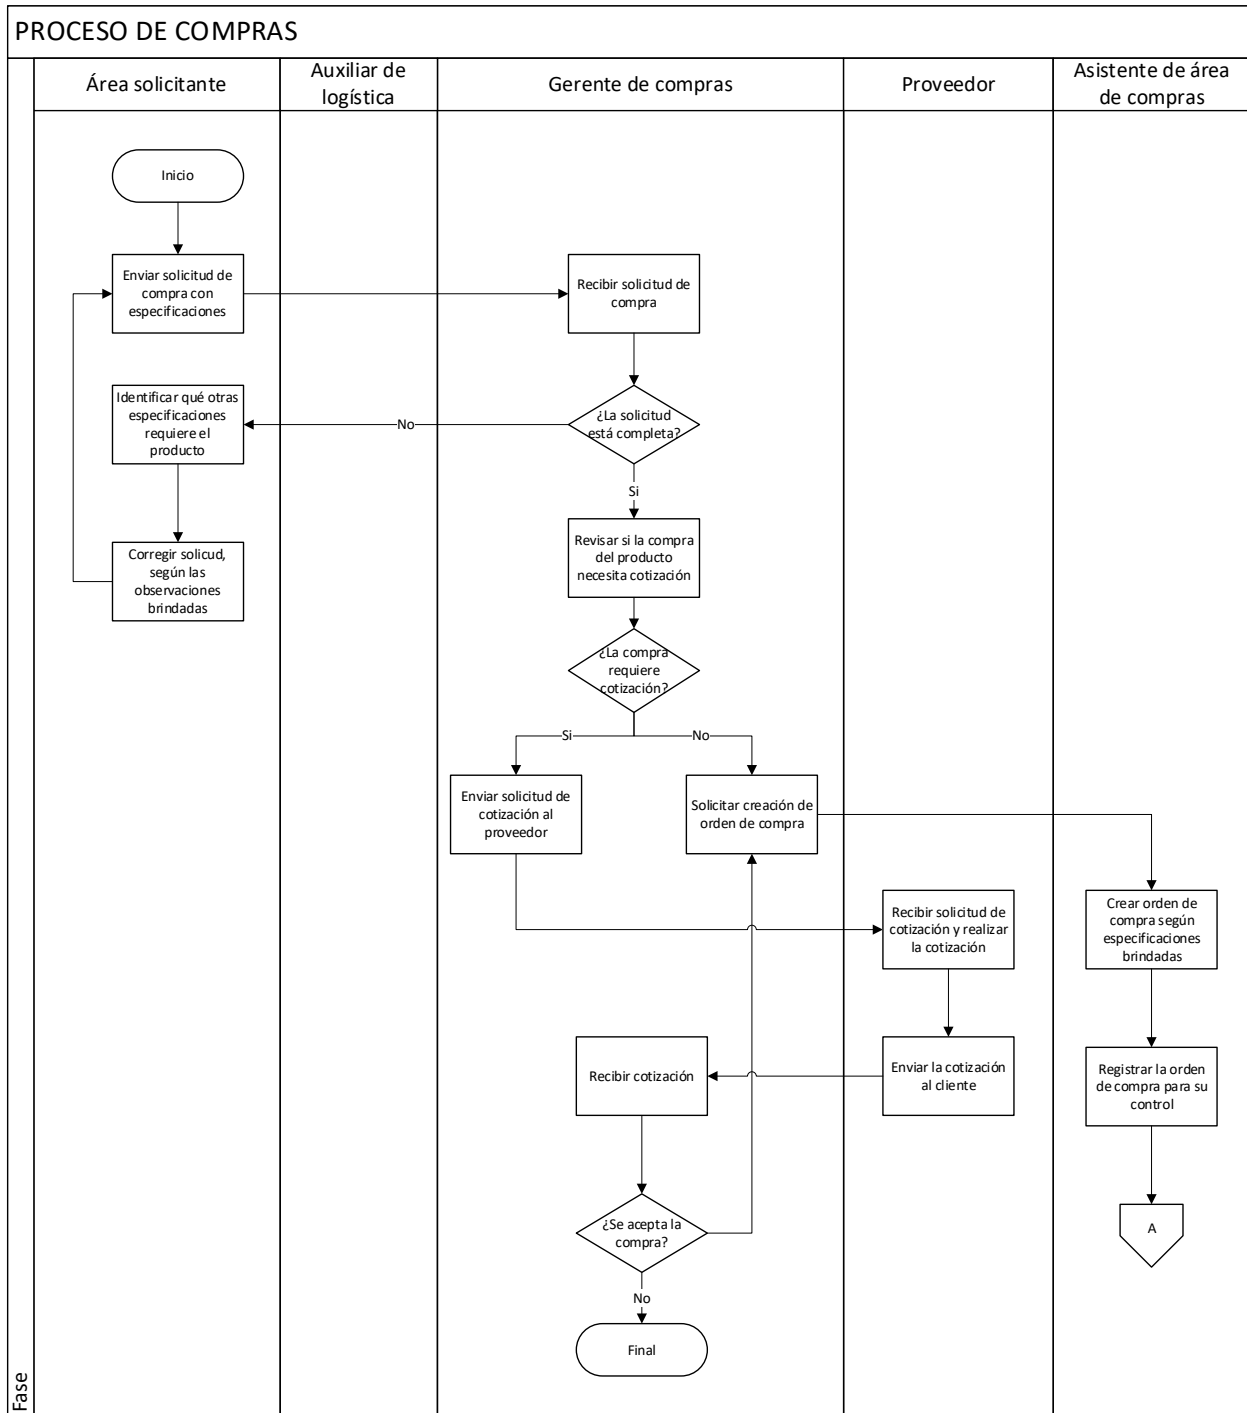 PROCESO DE COMPRAS
Área solicitante
Auxiliar de
logística
Gerente de compras
Proveedor
Asistente de área
de compras
Inicio
Enviar solicitud de
compra con
especificaciones
Recibir solicitud de
compra
Identificar qué otras
especificaciones
requiere el
producto
No
¿La solicitud
está completa?
Si
Corregir solicud,
según las
observaciones
brindadas
Revisar si la compra
del producto
necesita cotización
¿La compra
requiere
cotización?
Si
No
Enviar solicitud de
cotización al
proveedor
Solicitar creación de
orden de compra
Recibir solicitud de
cotización y realizar
la cotización
Crear orden de
compra según
especificaciones
brindadas
Recibir cotización
Enviar la cotización
al cliente
Registrar la orden
de compra para su
control
¿Se acepta la
compra?
A
No
Final
Fase